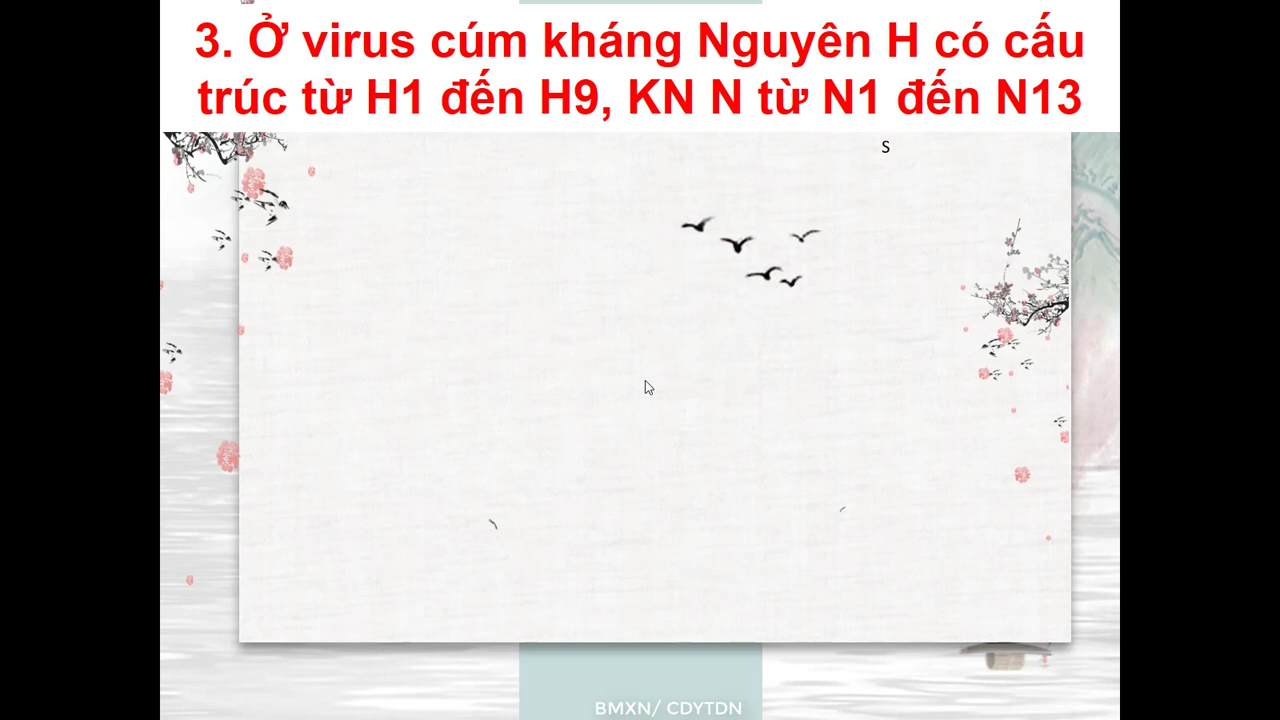 3. Ở virus cúm kháng Nguyên H có cấu
trúc từ H1 đến H9, KN N từ N1 đến N13
S
BMXN/ CDYTDN